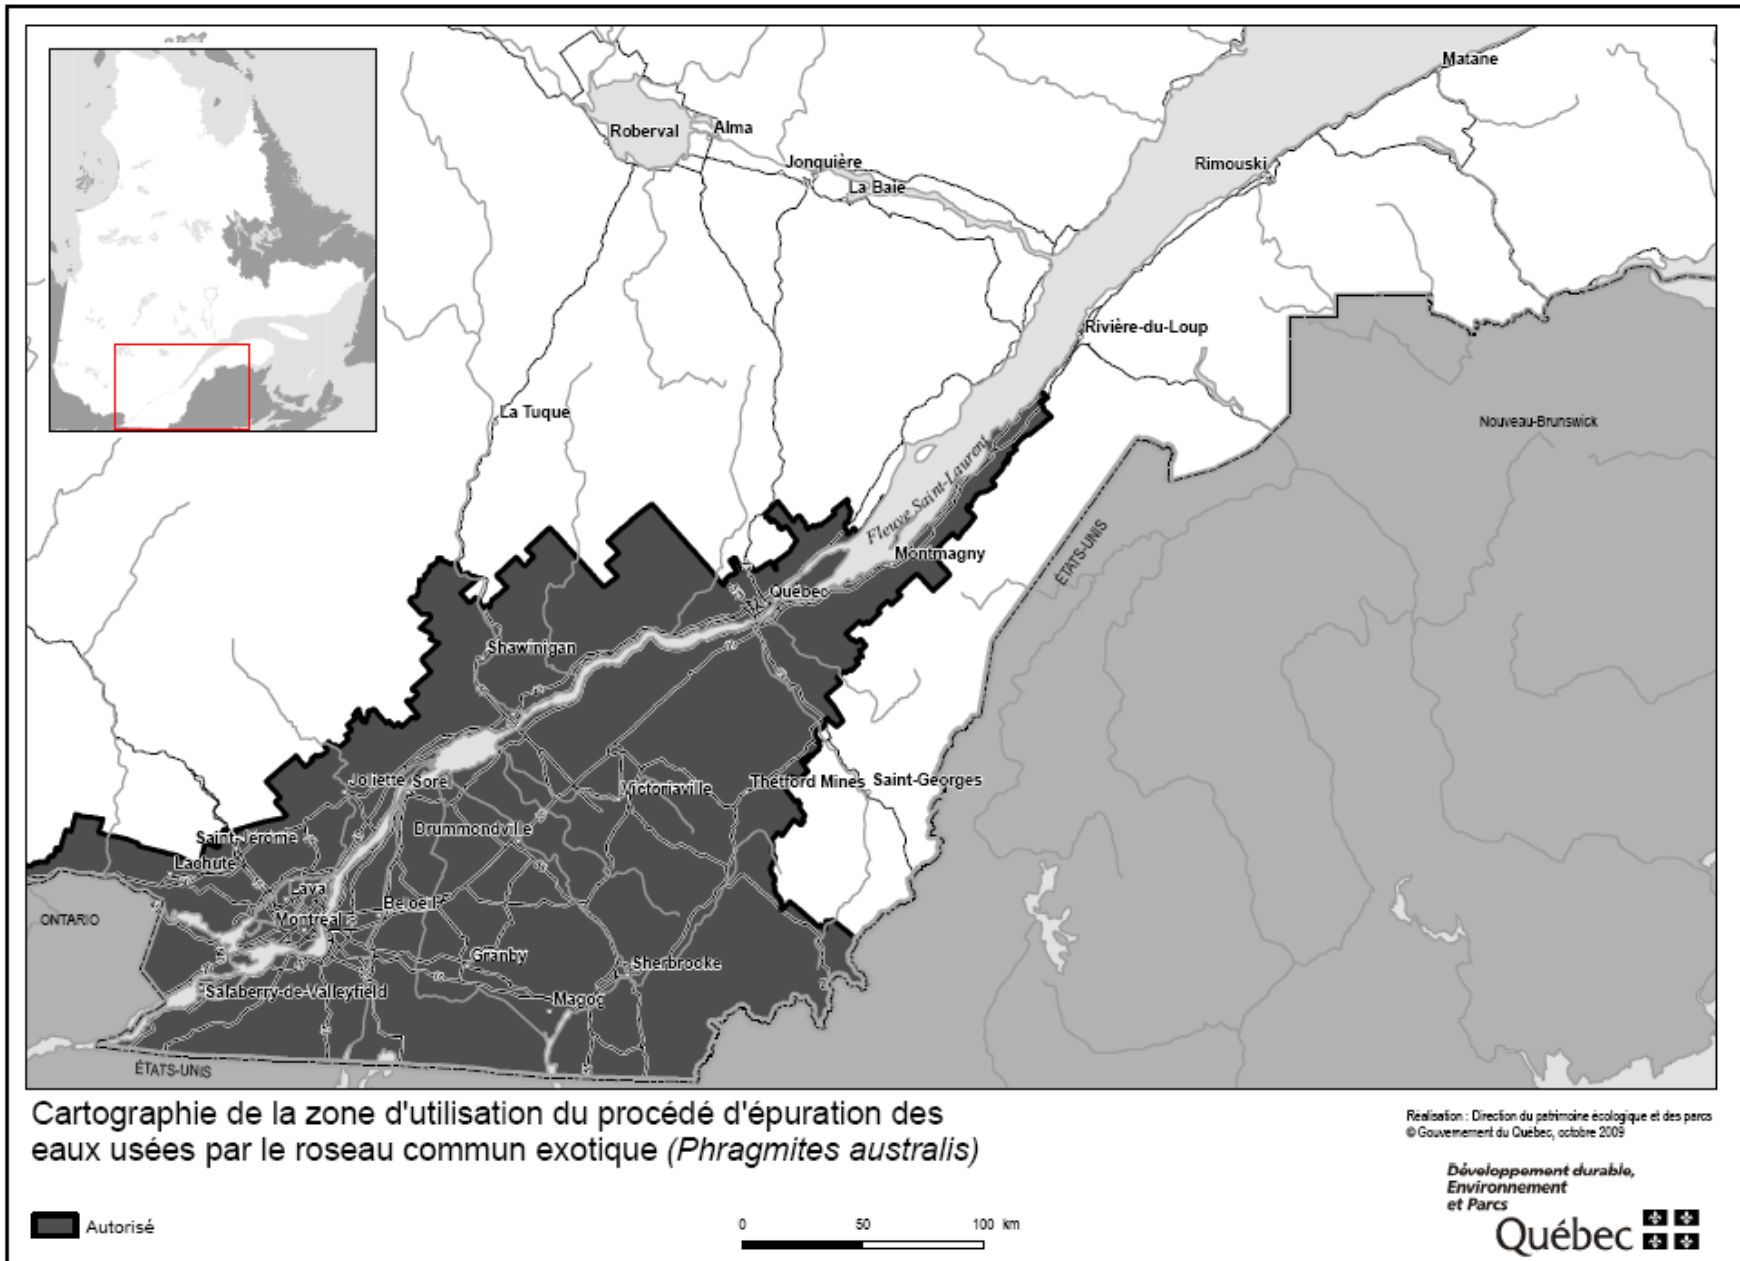 Matane
Roberval
Alma
Jonquière
La Baie
Rimouski
Rivière-du-Loup
La Tuque
Nouveau-Brunswick
Fleuve Saint-Laurent
ÉTATS-UNIS
Montmagny
Québec
Shawinigan
Joliette
Sorel
Victoriaville
Thetford Mines
Saint-Georges
Drummondville
Saint-Jérôme
Lachute
Laval
Beloeil
ONTARIO
Montréal
Granby
Sherbrooke
Salaberry-de-Valleyfield
Magog
ÉTATS-UNIS
Cartographie de la zone d'utilisation du procédé d'épuration des
eaux usées par le roseau commun exotique (Phragmites australis)
Réalisation : Direction du patrimoine écologique et des parcs
© Gouvernement du Québec, octobre 2009
Autorisé
0 50 100 km
Développement durable,
Environnement
et Parcs
Québec